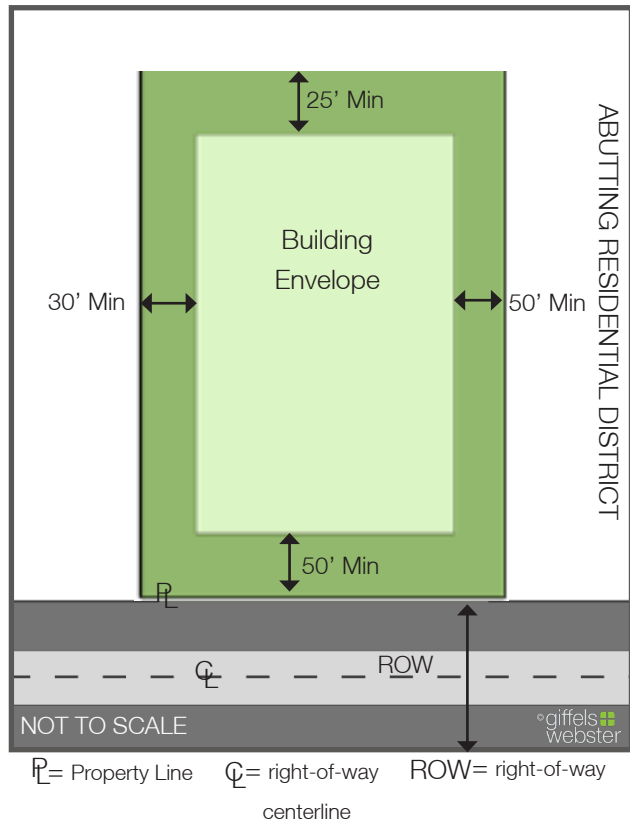 25’ Min
ABUTTING RESIDENTIAL DISTRICT
Building
Envelope
30’ Min
50’ Min
50’ Min
PL
CL
ROW
NOT TO SCALE
©giffels
webster
PL= Property Line CL= right-of-way ROW= right-of-way
centerline